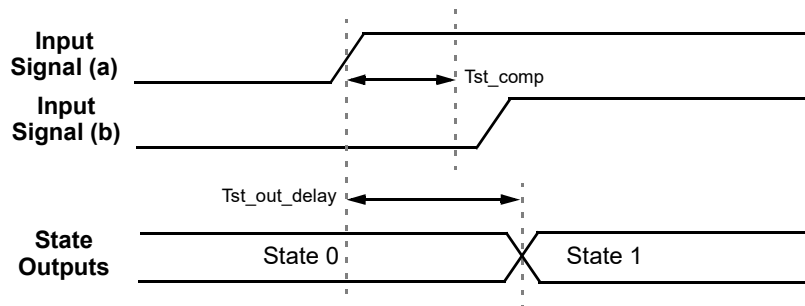 Input
Signal (a)
Tst_comp
Input
Signal (b)
Tst_out_delay
State
Outputs
State 0
State 1